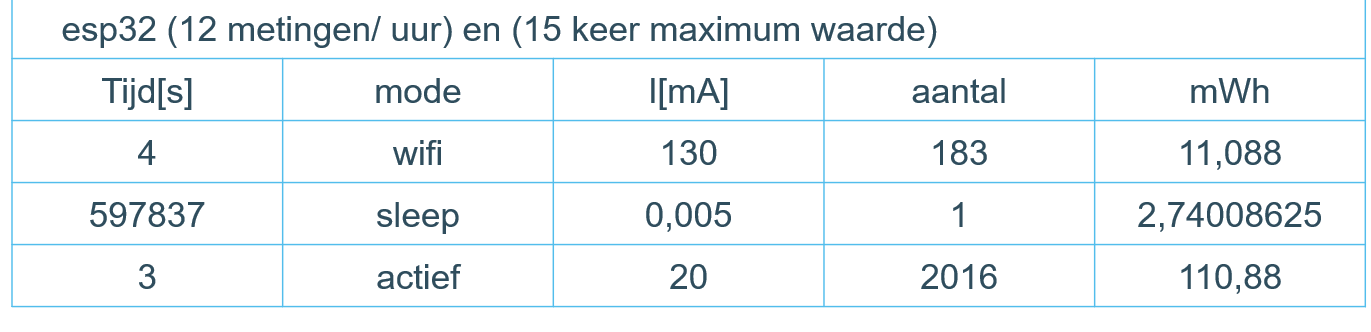 esp32 (12 metingen/ uur) en (15 keer maximum waarde)
Tijd[s] mode I[mA] aantal mWh
4 wifi 130 183 11,088
597837 sleep 0,005 1 2,74008625
3 actief 20 2016 110,88